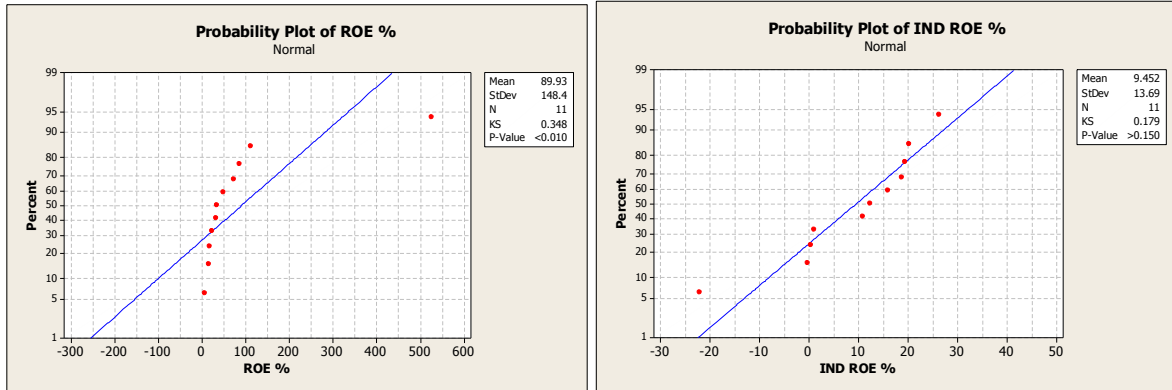 Probability Plot of ROE %
Normal
99
95
90
80
70
60
50
40
30
20
10
5
1
Percent
-300 -200 -100 0 100 200 300 400 500 600
ROE %
Mean 89.93
StDev 148.4
N 11
KS 0.348
P-Value <0.010
Probability Plot of IND ROE %
Normal
99
95
90
80
70
60
50
40
30
20
10
5
1
Percent
-30 -20 -10 0 10 20 30 40 50
IND ROE %
Mean 9.452
StDev 13.69
N 11
KS 0.179
P-Value >0.150